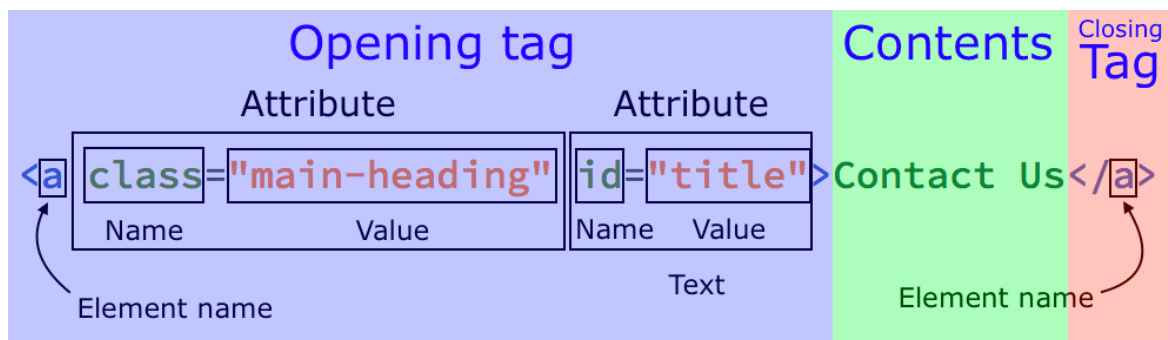 Opening tag
Contents
Closing
Tag
Attribute
Attribute
<a class="main-heading" id="title">Contact Us</a>
Name
Value
Name
Value
Text
Element name
Element name